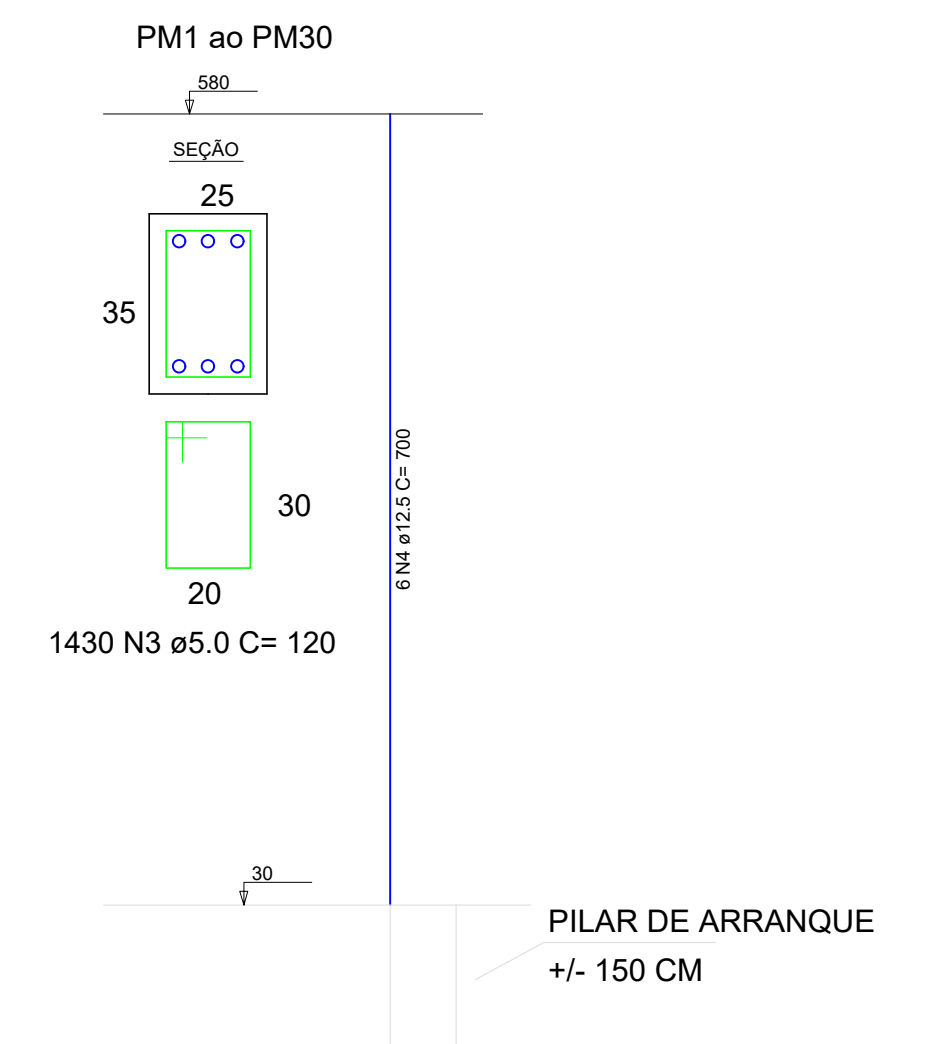 PM1 ao PM30
580
SEÇÃO
25
35
30
20
1430 N3 ø5.0 C= 120
6 N4 ø12.5 C= 700
30
PILAR DE ARRANQUE
+/- 150 CM